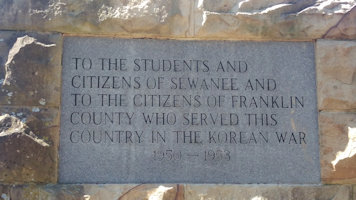 TO THE STUDENTS AND
CITIZENS OF SEWANEE AND
TO THE CITIZENS OF FRANKLIN
COUNTY WHO SERVED THIS
COUNTRY IN THE KOREAN WAR
1950-1953